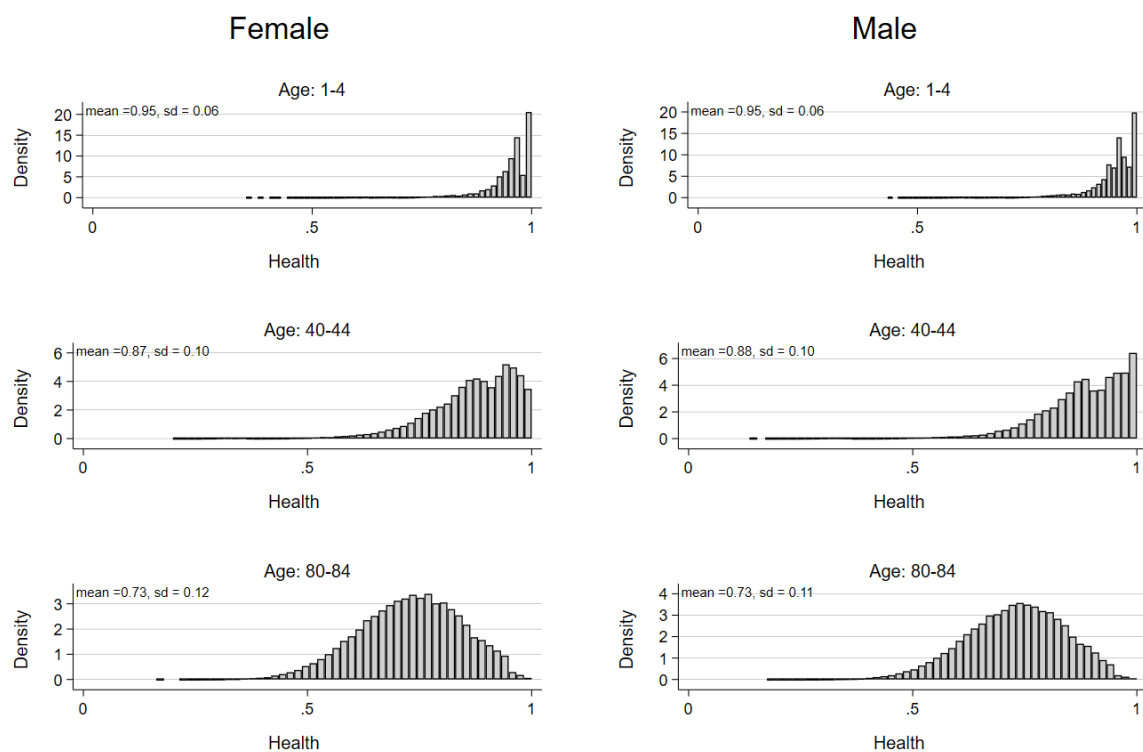 Female
Male
Age: 1-4
mean =0.95, sd = 0.06
Density
20
15
10
5
0
0
.5
1
Health
Age: 1-4
mean =0.95, sd = 0.06
Density
20
15
10
5
0
0
.5
1
Health
Age: 40-44
mean =0.87, sd = 0.10
Density
6
4
2
0
0
.5
1
Health
Age: 40-44
mean =0.88, sd = 0.10
Density
6
4
2
0
0
.5
1
Health
Age: 80-84
mean =0.73, sd = 0.12
Density
3
2
1
0
0
.5
1
Health
Age: 80-84
mean =0.73, sd = 0.11
Density
4
3
2
1
0
0
.5
1
Health